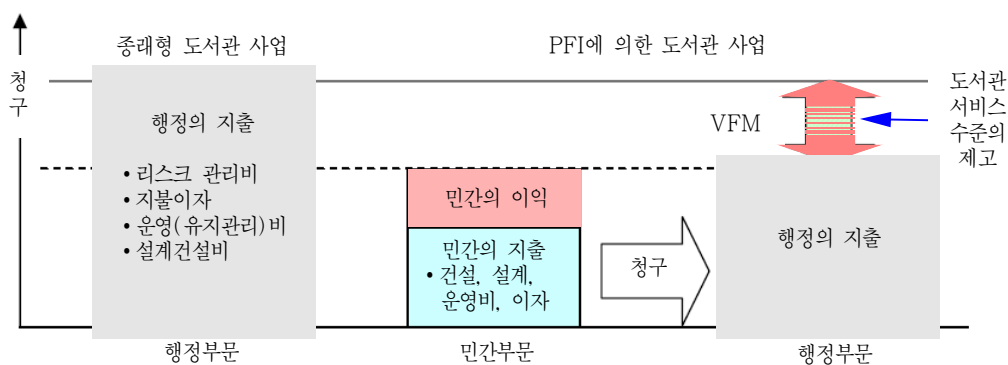 종래형 도서관 사업
PFI에 의한 도서관 사업
청
구
행정의 지출
• 리스크 관리비
• 지불이자
• 운영(유지관리)비
• 설계건설비
민간의 이익
민간의 지출
• 건설, 설계,
운영비, 이자
청구
VFM
행정의 지출
도서관
서비스
수준의
제고
행정부문
민간부문
행정부문